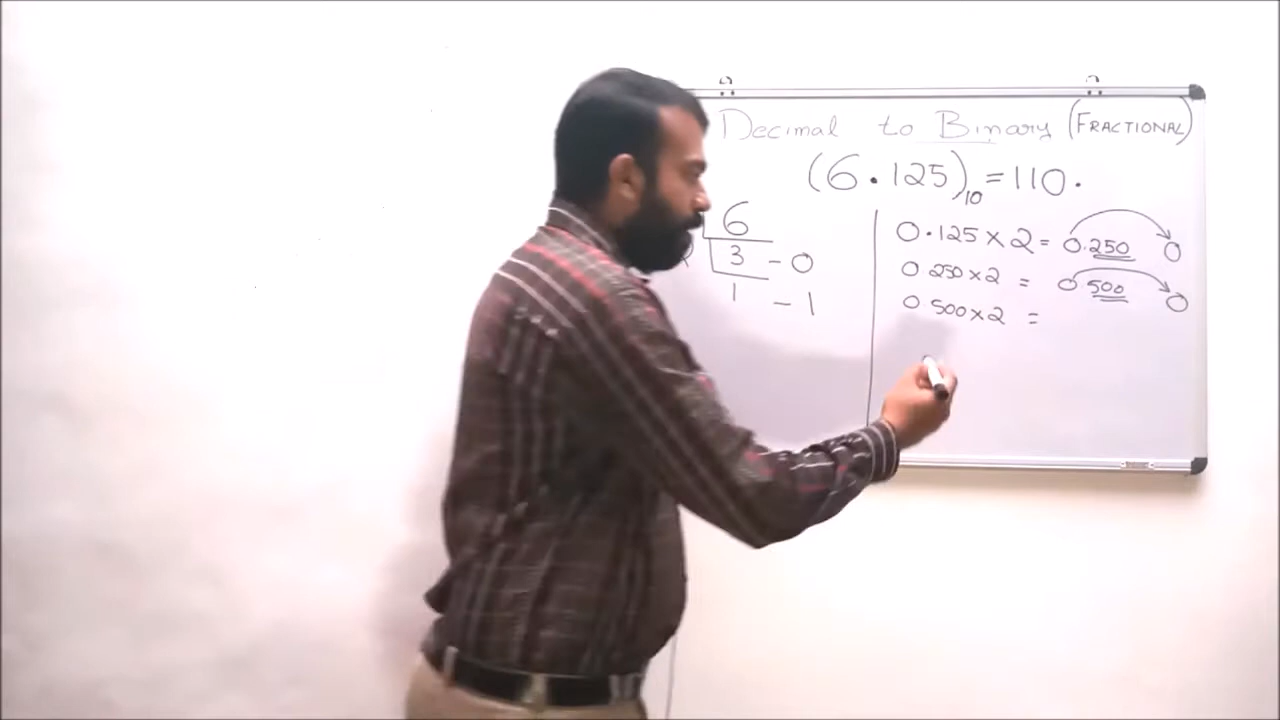 Decimal to Binary (FRACTIONAL)
(6.125)10 = 110.
6
3 - 0
1 - 1
0.125 x 2 = 0.250 0
0 250 x 2 = 0 500 0
0 500 x 2 =